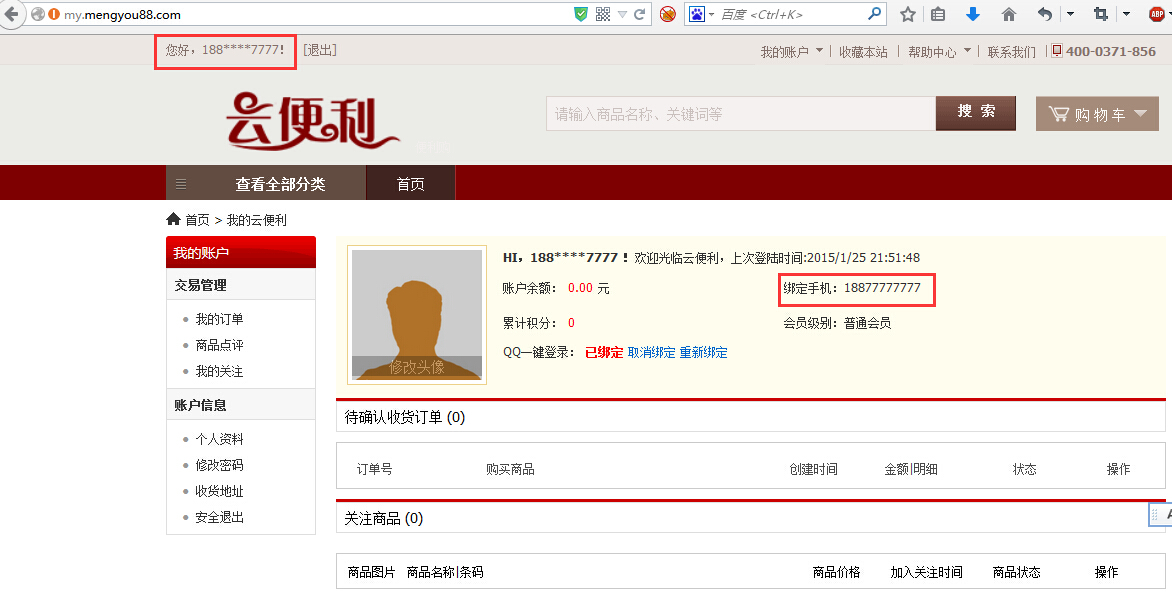 my.mengyou88.com
百度 <Ctrl+K>
ABP
您好，188****7777! [退出]
我的账户 收藏本站 帮助中心 联系我们 400-0371-856
云便利
请输入商品名称、关键词等
搜 索
购物车
查看全部分类
首页
首页 > 我的云便利
我的账户
交易管理
我的订单
商品点评
我的关注
账户信息
个人资料
修改密码
收货地址
安全退出
修改头像
HI，188****7777！欢迎光临云便利，上次登陆时间:2015/1/25 21:51:48
账户余额： 0.00 元
绑定手机：18877777777
累计积分： 0
会员级别：普通会员
QQ一键登录： 已绑定 取消绑定 重新绑定
待确认收货订单 (0)
订单号 购买商品 创建时间 金额|明细 状态 操作
关注商品 (0)
商品图片 商品名称|条码 商品价格 加入关注时间 商品状态 操作